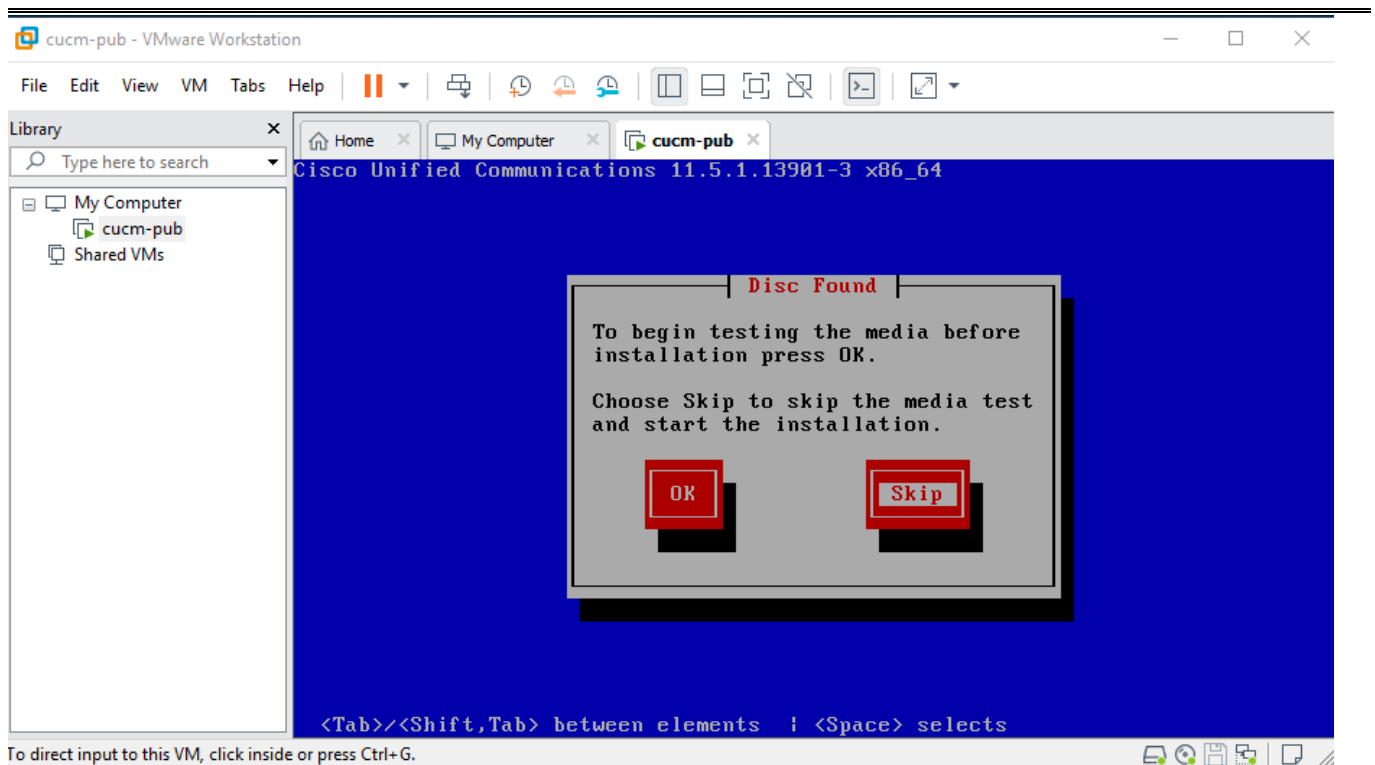 cucm-pub - VMware Workstation
File Edit View VM Tabs Help
Library
Type here to search
My Computer
cucm-pub
Shared VMs
Home
My Computer
cucm-pub
Cisco Unified Communications 11.5.1.13901-3 x86_64
Disc Found
To begin testing the media before
installation press OK.
Choose Skip to skip the media test
and start the installation.
OK
Skip
<Tab>/<Shift,Tab> between elements | <Space> selects
To direct input to this VM, click inside or press Ctrl+G.